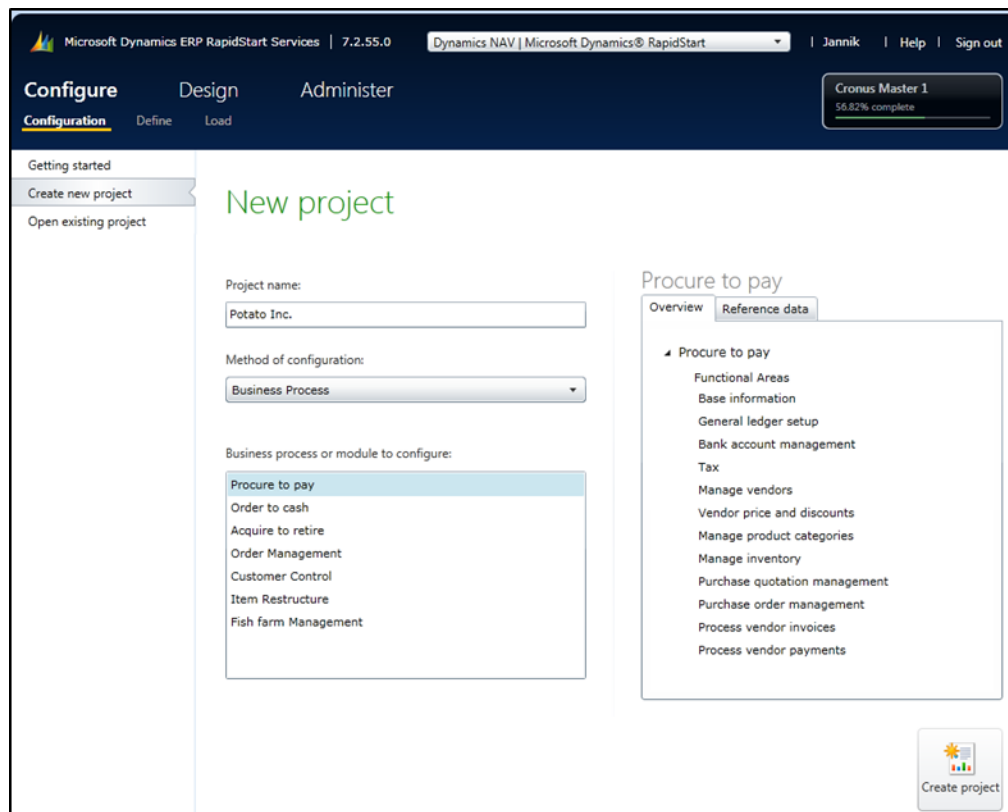 Microsoft Dynamics ERP RapidStart Services | 7.2.55.0
Dynamics NAV | Microsoft Dynamics® RapidStart
| Jannik | Help | Sign out
Configure Design Administer
Configuration Define Load
Cronus Master 1
56.82% complete
Getting started
Create new project
Open existing project
New project
Project name:
Potato Inc.
Method of configuration:
Business Process
Business process or module to configure:
Procure to pay
Order to cash
Acquire to retire
Order Management
Customer Control
Item Restructure
Fish farm Management
Procure to pay
Overview Reference data
Procure to pay
Functional Areas
Base information
General ledger setup
Bank account management
Tax
Manage vendors
Vendor price and discounts
Manage product categories
Manage inventory
Purchase quotation management
Purchase order management
Process vendor invoices
Process vendor payments
Create project